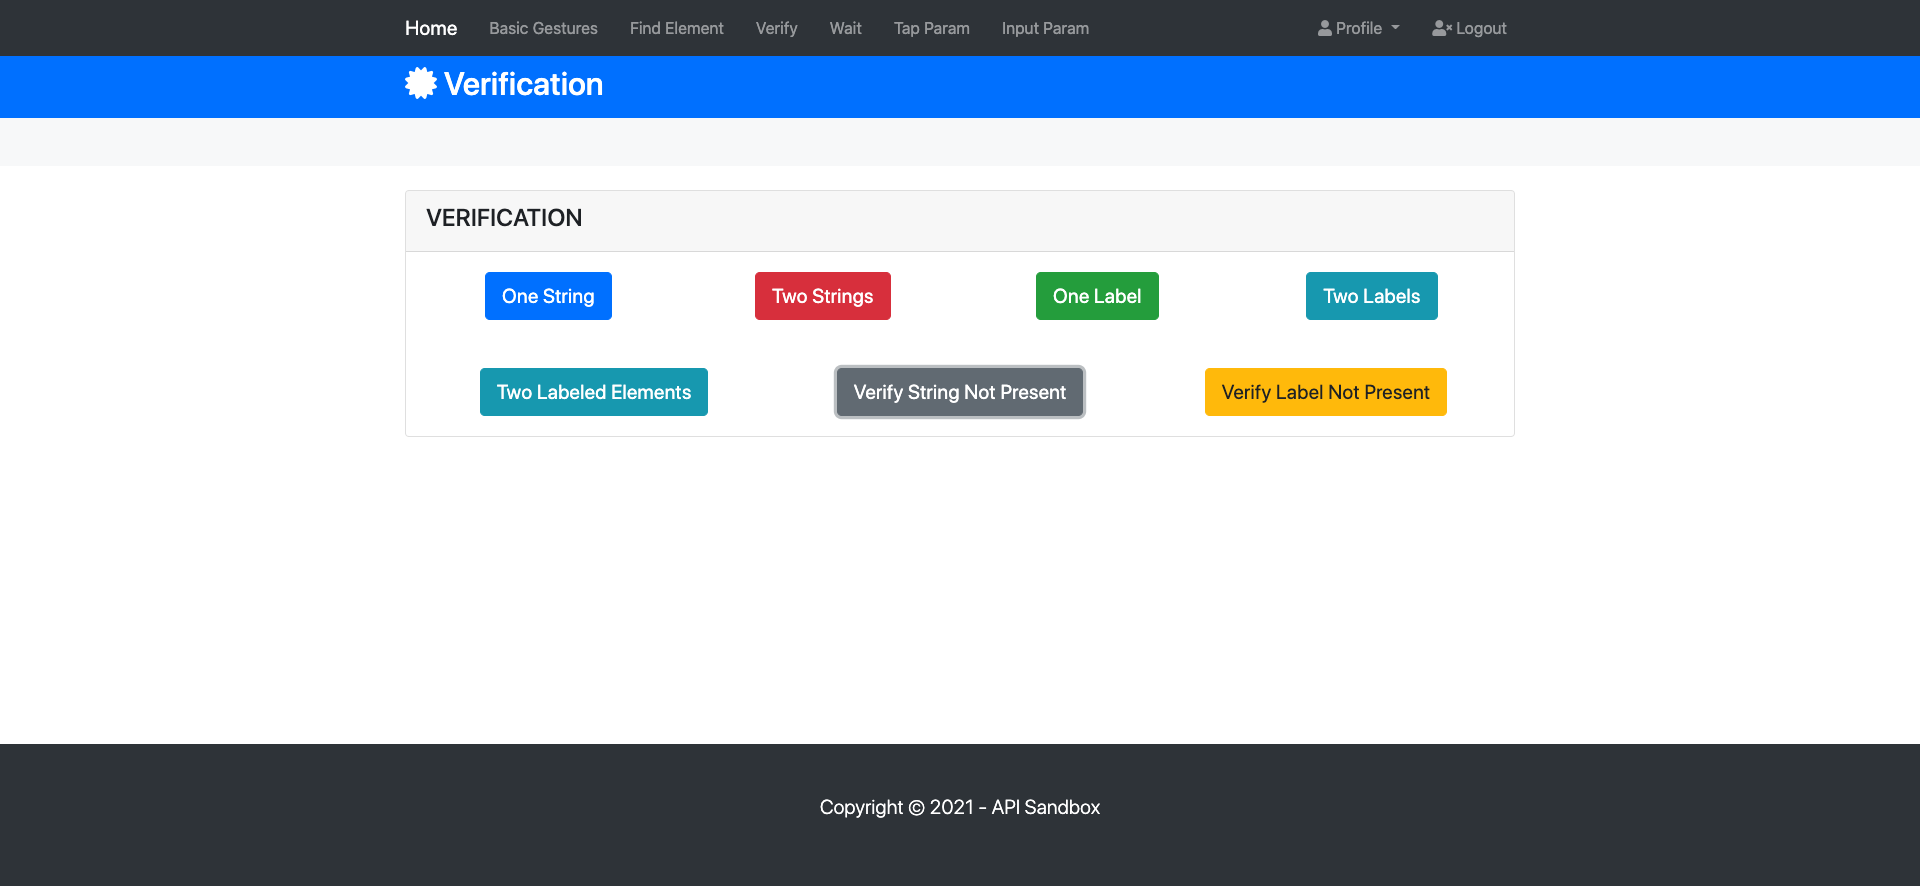 Home Basic Gestures Find Element Verify Wait Tap Param Input Param Profile Logout
Verification
VERIFICATION
One String Two Strings One Label Two Labels
Two Labeled Elements Verify String Not Present Verify Label Not Present
Copyright © 2021 - API Sandbox